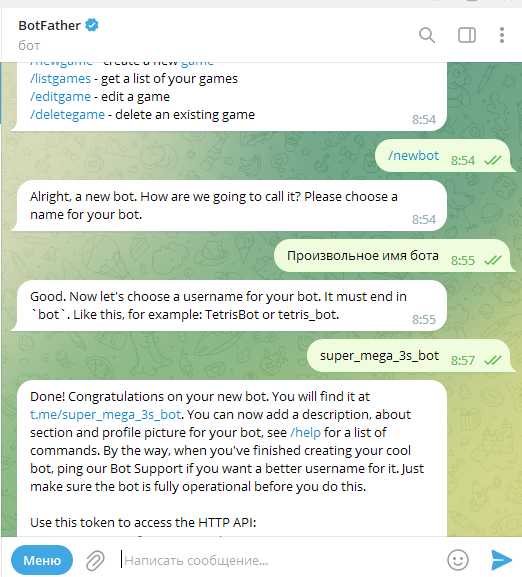 BotFather
бот
/newgame - create a new game
/listgames - get a list of your games
/editgame - edit a game
/deletegame - delete an existing game
8:54
/newbot 8:54
Alright, a new bot. How are we going to call it? Please choose a
name for your bot.
8:54
Произвольное имя бота 8:55
Good. Now let's choose a username for your bot. It must end in
`bot`. Like this, for example: TetrisBot or tetris_bot.
8:55
super_mega_3s_bot 8:57
Done! Congratulations on your new bot. You will find it at
t.me/super_mega_3s_bot. You can now add a description, about
section and profile picture for your bot, see /help for a list of
commands. By the way, when you've finished creating your cool
bot, ping our Bot Support if you want a better username for it. Just
make sure the bot is fully operational before you do this.
Use this token to access the HTTP API:
Меню
Написать сообщение...